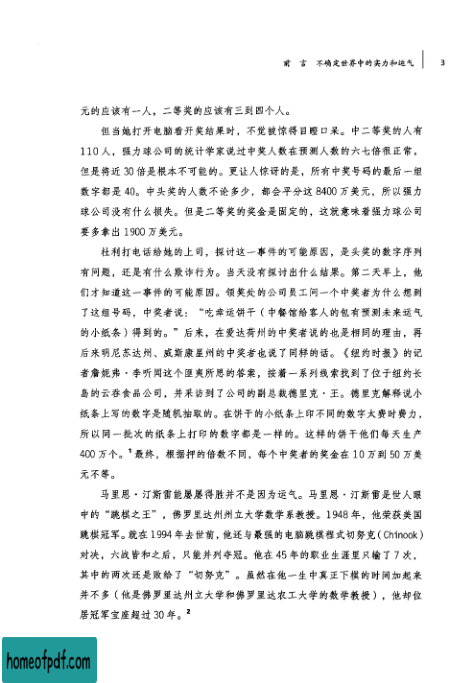 前 言 不确定世界中的实力和运气 3
元的应该有一人，二等奖的应该有三到四个人。
但当她打开电脑看开奖结果时，不觉被惊得目瞪口呆。中二等奖的人有
110人，强力球公司的统计学家说过中奖人数在预测人数的六七倍很正常，
但是将近30倍是根本不可能的。更让人惊讶的是，所有中奖号码的最后一组
数字都是40。中头奖的人数不论多少，都会平分这8400万美元，所以强力
球公司没有什么损失。但是二等奖的奖金是固定的，这就意味着强力球公司
要多拿出1900万美元。
杜利打电话给她的上司，探讨这一事件的可能原因，是头奖的数字序列
有问题，还是有什么欺诈行为。当天没有探讨出什么结果。第二天早上，他
们才知道这一事件的可能原因。领奖处的公司员工问一个中奖者为什么想到
了这组号码，中奖者说：“吃幸运饼干（中餐馆给客人的包有预测未来运气
的小纸条）得到的。”后来，在爱达荷州的中奖者说的也是相同的理由，再
后来明尼苏达州、威斯康星州的中奖者也说了同样的话。《纽约时报》的记
者詹妮弗·李听闻这个匪夷所思的答案，按着一系列线索找到了位于纽约长
岛的云吞食品公司，并采访到了公司的副总裁德里克·王。德里克解释说小
纸条上写的数字是随机抽取的。在饼干的小纸条上印不同的数字太费时费力，
所以同一批次的纸条上打印的数字都是一样的。这样的饼干他们每天生产
400万个。1 最终，根据押的倍数不同，每个中奖者的奖金在10万到50万美
元不等。
马里恩·汀斯雷能屡屡得胜并不是因为运气。马里恩·汀斯雷是世人眼
中的“跳棋之王”，佛罗里达州州立大学数学系教授。1948年，他荣获美国
跳棋冠军。就在1994年去世前，他还与最强的电脑跳棋程式切努克（Chinook）
对决，六战皆和之后，只能并列夺冠。他在45年的职业生涯里只输了7次，
其中的两次还是败给了“切努克”。虽然在他一生中真正下棋的时间加起来
并不多（他是佛罗里达州立大学和佛罗里达农工大学的数学教授），他却位
居冠军宝座超过30年。2
homeofpdf.com